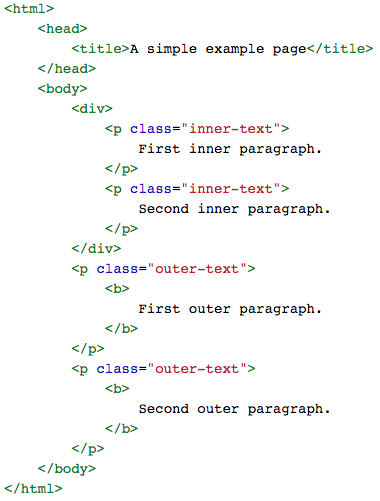 <html>
    <head>
        <title>A simple example page</title>
    </head>
    <body>
        <div>
            <p class="inner-text">
                First inner paragraph.
            </p>
            <p class="inner-text">
                Second inner paragraph.
            </p>
        </div>
        <p class="outer-text">
            <b>
                First outer paragraph.
            </b>
        </p>
        <p class="outer-text">
            <b>
                Second outer paragraph.
            </b>
        </p>
    </body>
</html>